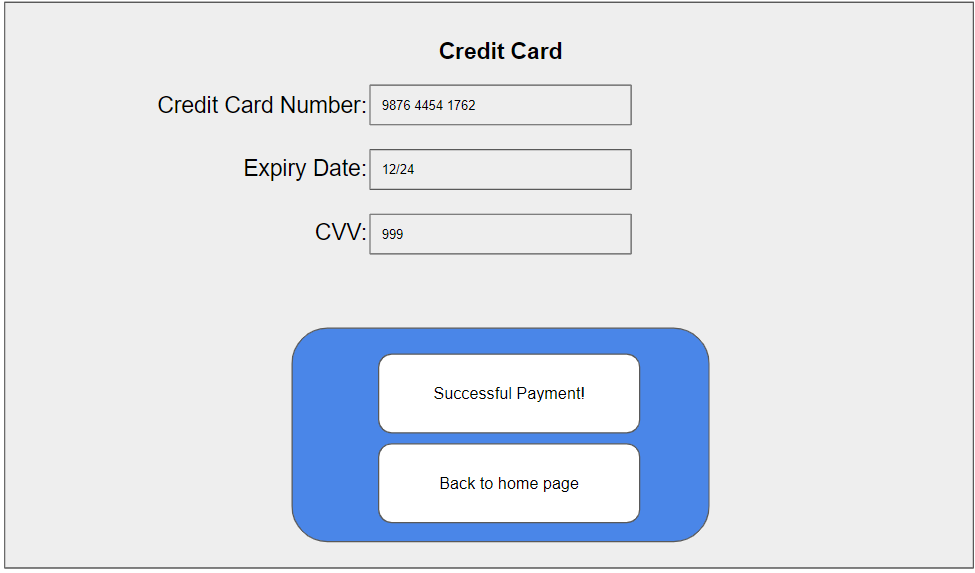 Credit Card
Credit Card Number: 9876 4454 1762
Expiry Date: 12/24
CVV: 999
Successful Payment!
Back to home page